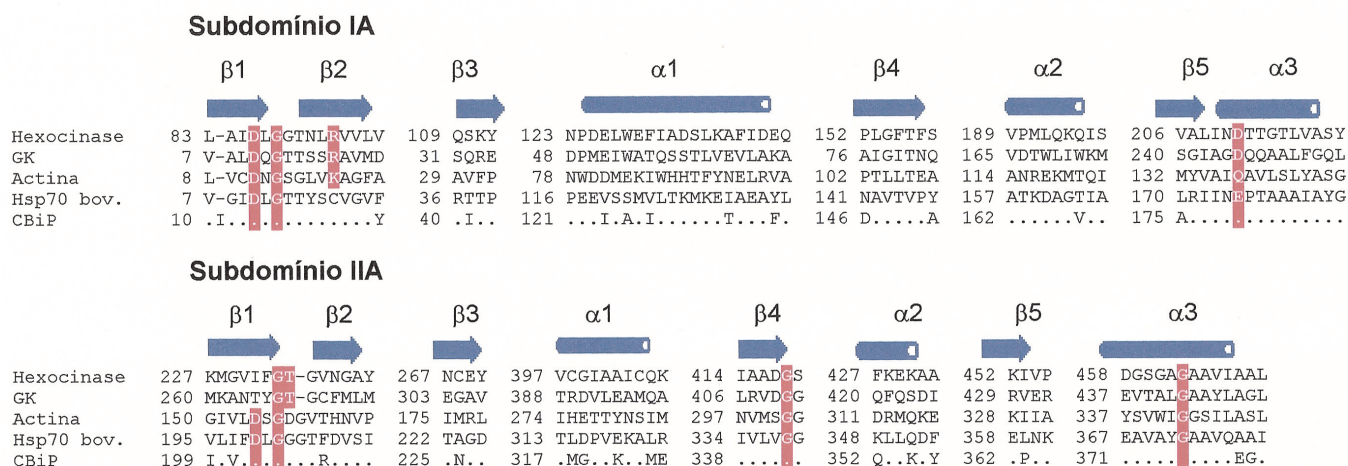 Subdomínio IA
β1 β2 β3 α1 β4 α2 β5 α3
Hexocinase 83 L-AIDLGGTNLRVVLV 109 QSKY 123 NPDELWEFIADSLKAFIDEQ 152 PLGFTFS 189 VPMLQKQIS 206 VALINDTTGTLVASY
GK 7 V-ALDQGTTSSRAVMD 31 SQRE 48 DPMEIWATQSSTLVEVLAKA 76 AIGITNQ 165 VDTWLIWKM 240 SGIAGDQQAALFGQL
Actina 8 L-VCDNGSGLVKAGFA 29 AVFP 78 NWDDMEKIWHHTFYNELRVA 102 PTLLTEA 114 ANREKMTQI 132 MYVAIQAVLSLYASG
Hsp70 bov. 7 V-GIDLGTTYSCVGVF 36 RTTP 116 PEEVSSMVLTKMKEIAEAYL 141 NAVTVPY 157 ATKDAGTIA 170 LRIINEPTAAAIAYG
CBiP 10 .I.............Y 40 .I.. 121 ...I.A.I......T...F. 146 D.....A 162 ......V.. 175 A..............
Subdomínio IIA
β1 β2 β3 α1 β4 α2 β5 α3
Hexocinase 227 KMGVIFGT-GVNGAY 267 NCEY 397 VCGIAAICQK 414 IAADGS 427 FKEKAA 452 KIVP 458 DGSGAGAAVIAAL
GK 260 MKANTYGT-GCFMLM 303 EGAV 388 TRDVLEAMQA 406 LRVDGG 420 QFQSDI 429 RVER 437 EVTALGAAYLAGL
Actina 150 GIVLDSGDGVTHNVP 171 IMRL 274 IHETTYNSIM 297 NVMSGG 311 DRMQKE 328 KIIA 337 YSVWIGGSILASL
Hsp70 bov. 195 VLIFDLGGGTFDVSI 222 TAGD 313 TLDPVEKALR 334 IVLVGG 348 KLLQDF 358 ELNK 367 EAVAYGAAVQAAI
CBiP 199 I.V.......R.... 225 .N.. 317 .MG..K..ME 338 ...... 352 Q..K.Y 362 .P.. 371 ..........EG.